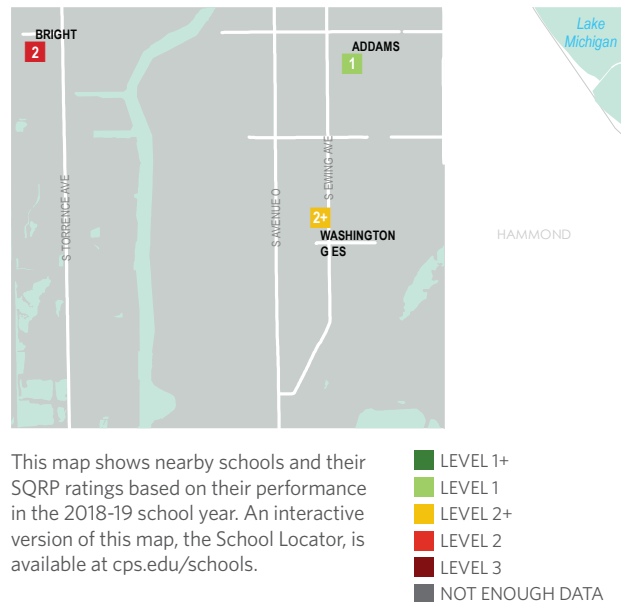 BRIGHT
2
ADDAMS
1
Lake
Michigan
S TORRENCE AVE
S AVENUE O
S EWING AVE
2+
WASHINGTON
G ES
HAMMOND
This map shows nearby schools and their
SQRP ratings based on their performance
in the 2018-19 school year. An interactive
version of this map, the School Locator, is
available at cps.edu/schools.
LEVEL 1+
LEVEL 1
LEVEL 2+
LEVEL 2
LEVEL 3
NOT ENOUGH DATA